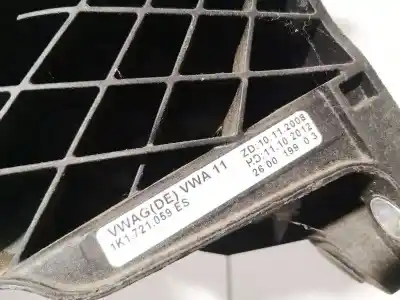 VWAG(DE) VWA 11
1K1.721.059 ES
ZD:10.11.2008
PD:11.10.2012
26 00 199 0 3